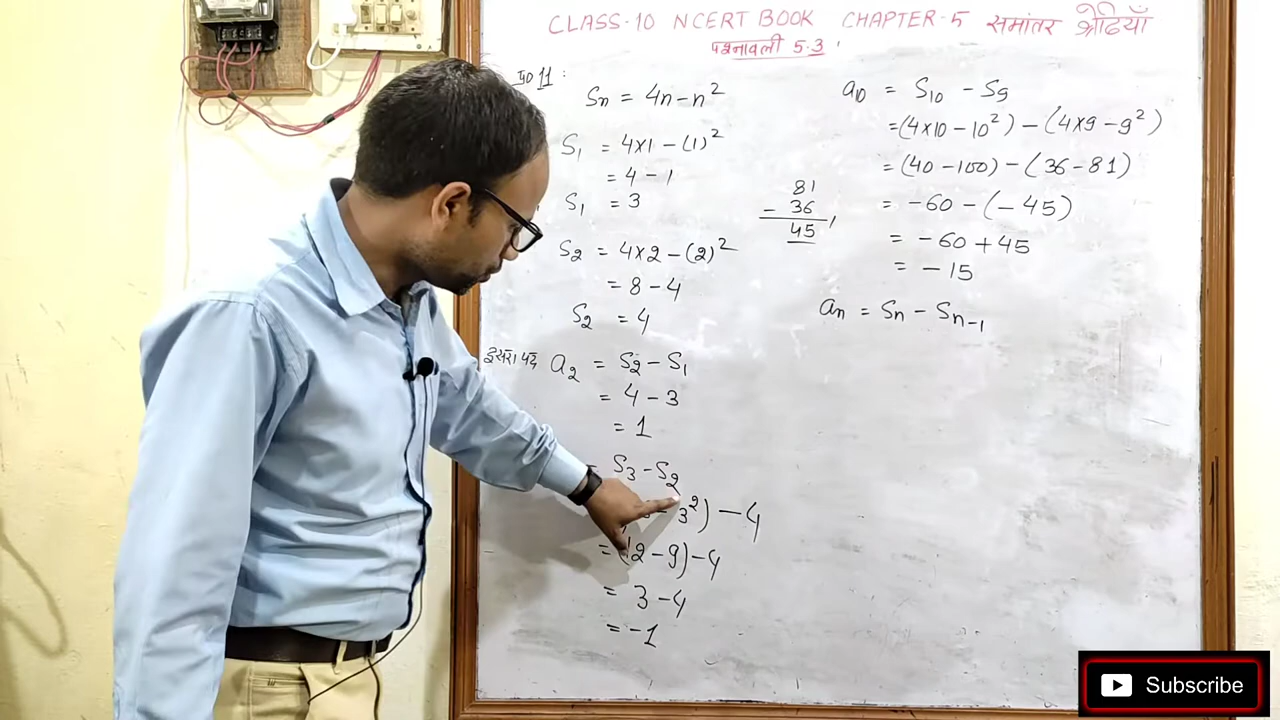 CLASS-10 NCERT BOOK CHAPTER-5 समांतर श्रेढियाँ
प्रश्नावली 5.3
प्र० 11 :
Sn = 4n - n²
S₁ = 4×1 - (1)²
= 4 - 1
S₁ = 3
S₂ = 4×2 - (2)²
= 8 - 4
S₂ = 4
दूसरा पद a₂ = S₂ - S₁
= 4 - 3
= 1
= S₃ - S₂
3²) - 4
= (12 - 9) - 4
= 3 - 4
= -1
81
- 36
45
a₁₀ = S₁₀ - S₉
= (4×10 - 10²) - (4×9 - 9²)
= (40 - 100) - (36 - 81)
= -60 - (-45)
= -60 + 45
= -15
an = Sn - Sn-1
Subscribe